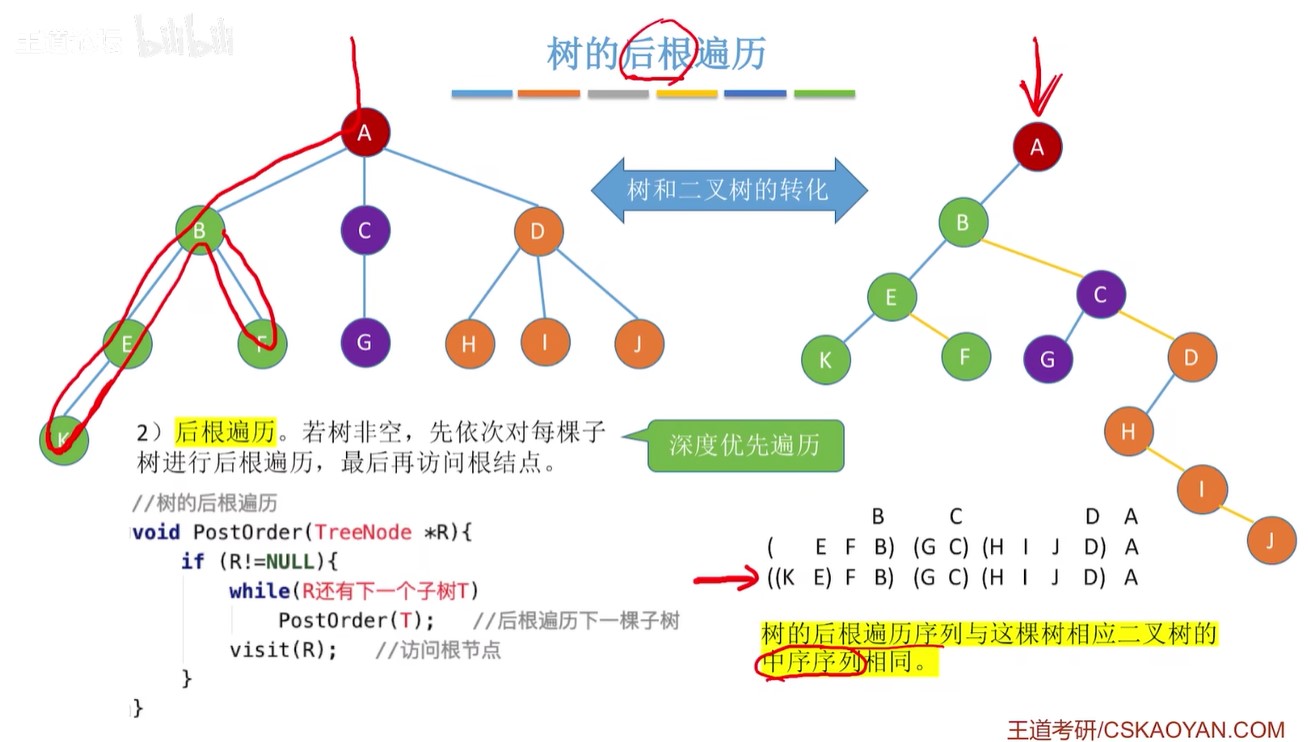 王道论坛 bilibili
树的后根遍历
A
B C D
E F G H I J
K
树和二叉树的转化
A
B
E C
K F G D
H
I
J
2）后根遍历。若树非空，先依次对每棵子
树进行后根遍历，最后再访问根结点。
深度优先遍历
//树的后根遍历
void PostOrder(TreeNode *R){
if (R!=NULL){
while(R还有下一个子树T)
PostOrder(T); //后根遍历下一棵子树
visit(R); //访问根节点
}
}
B C D A
( E F B) (G C) (H I J D) A
((K E) F B) (G C) (H I J D) A
树的后根遍历序列与这棵树相应二叉树的
中序序列相同。
王道考研/CSKAOYAN.COM